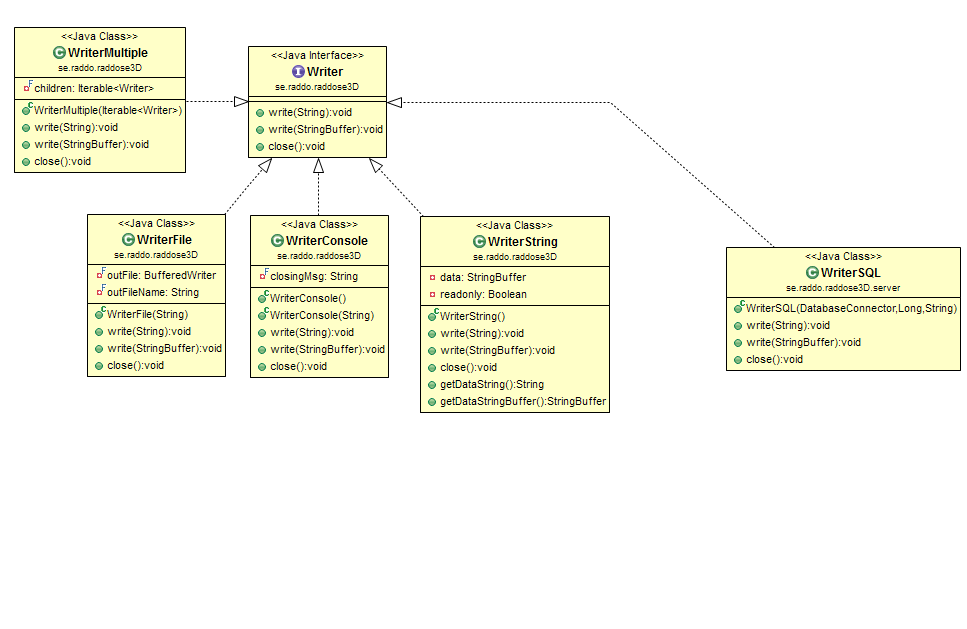 <<Java Class>>
WriterMultiple
se.raddo.raddose3D
children: Iterable<Writer>
WriterMultiple(Iterable<Writer>)
write(String):void
write(StringBuffer):void
close():void
<<Java Interface>>
Writer
se.raddo.raddose3D
write(String):void
write(StringBuffer):void
close():void
<<Java Class>>
WriterFile
se.raddo.raddose3D
outFile: BufferedWriter
outFileName: String
WriterFile(String)
write(String):void
write(StringBuffer):void
close():void
<<Java Class>>
WriterConsole
se.raddo.raddose3D
closingMsg: String
WriterConsole()
WriterConsole(String)
write(String):void
write(StringBuffer):void
close():void
<<Java Class>>
WriterString
se.raddo.raddose3D
data: StringBuffer
readonly: Boolean
WriterString()
write(String):void
write(StringBuffer):void
close():void
getDataString():String
getDataStringBuffer():StringBuffer
<<Java Class>>
WriterSQL
se.raddo.raddose3D.server
WriterSQL(DatabaseConnector,Long,String)
write(String):void
write(StringBuffer):void
close():void